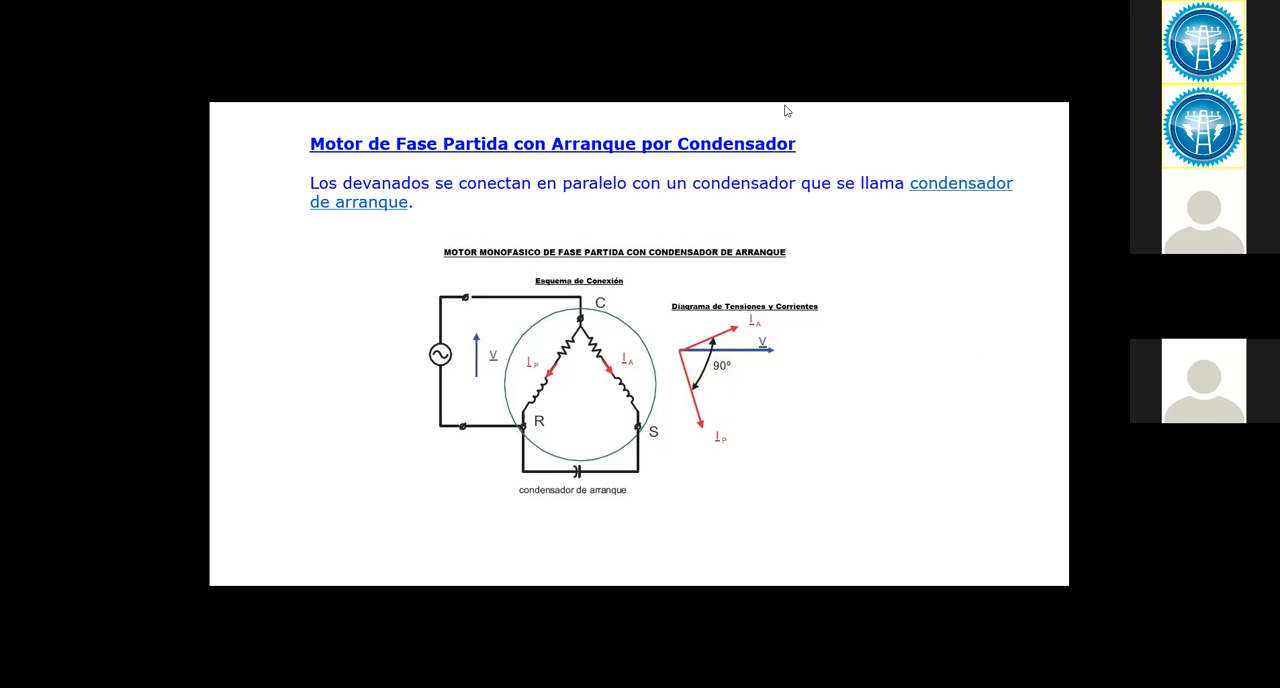 Motor de Fase Partida con Arranque por Condensador
Los devanados se conectan en paralelo con un condensador que se llama condensador
de arranque.
MOTOR MONOFASICO DE FASE PARTIDA CON CONDENSADOR DE ARRANQUE
Esquema de Conexión
C
V
I P
I A
R
S
condensador de arranque
Diagrama de Tensiones y Corrientes
I A
V
90º
I P